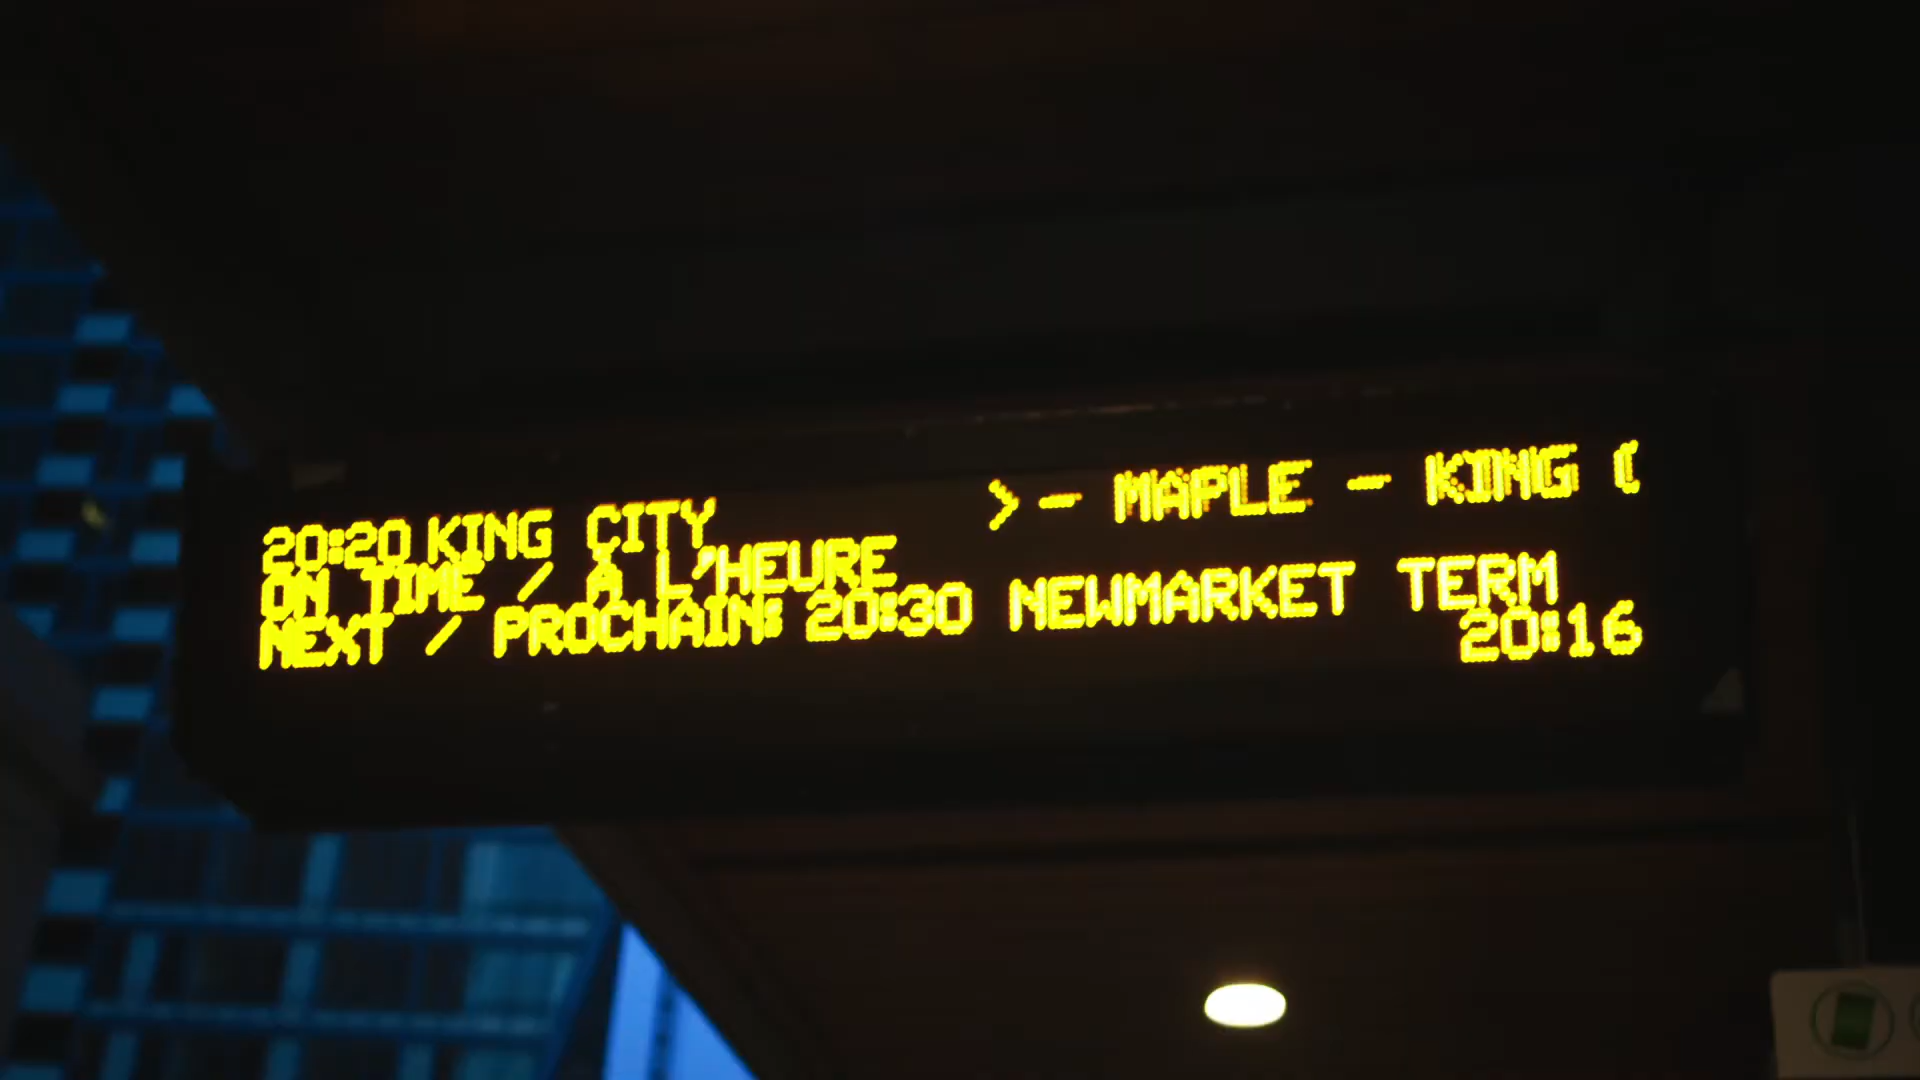 20:20 KING CITY >- MAPLE - KING C
ON TIME / À L'HEURE
NEXT / PROCHAIN: 20:30 NEWMARKET TERM
20:16